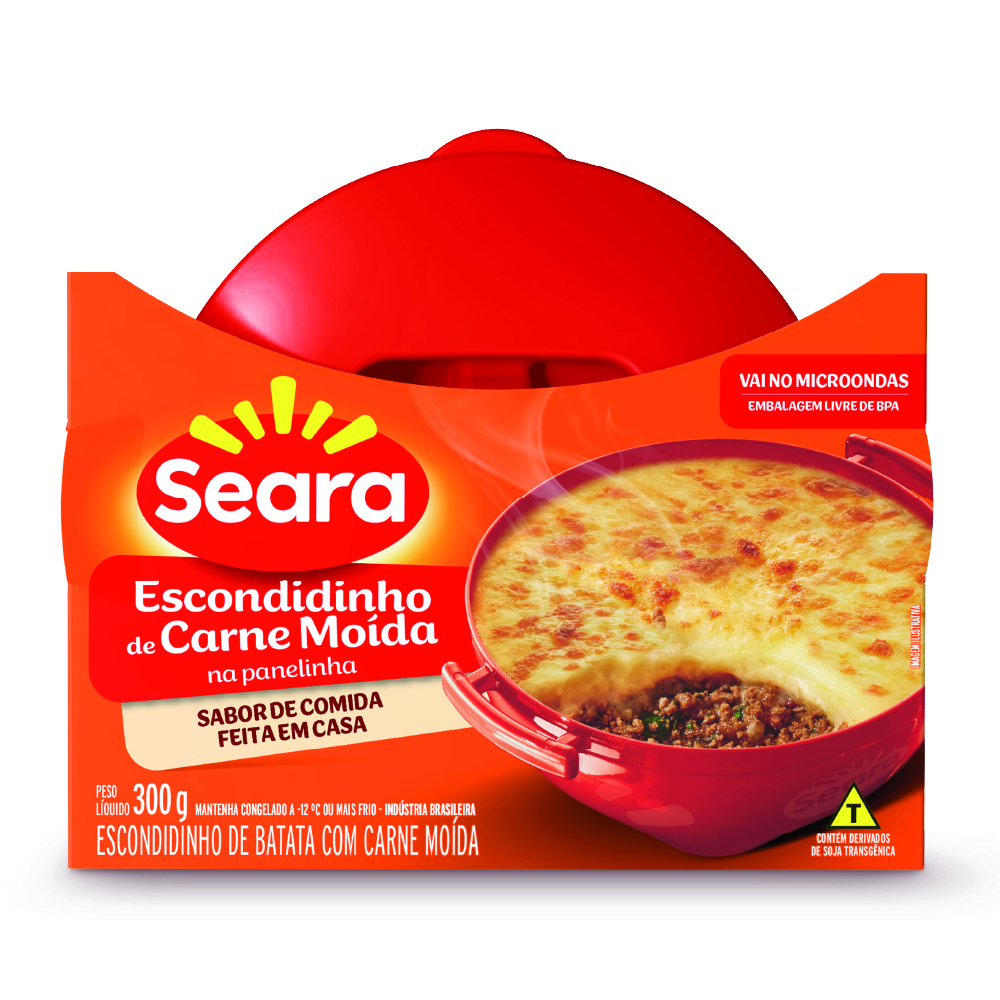 VAI NO MICROONDAS
EMBALAGEM LIVRE DE BPA
Seara
Escondidinho
de Carne Moída
na panelinha
SABOR DE COMIDA
FEITA EM CASA
IMAGEM ILUSTRATIVA
PESO
LÍQUIDO 300 g MANTENHA CONGELADO A -12 ºC OU MAIS FRIO - INDÚSTRIA BRASILEIRA
ESCONDIDINHO DE BATATA COM CARNE MOÍDA
Seara
T
CONTÉM DERIVADOS
DE SOJA TRANSGÊNICA